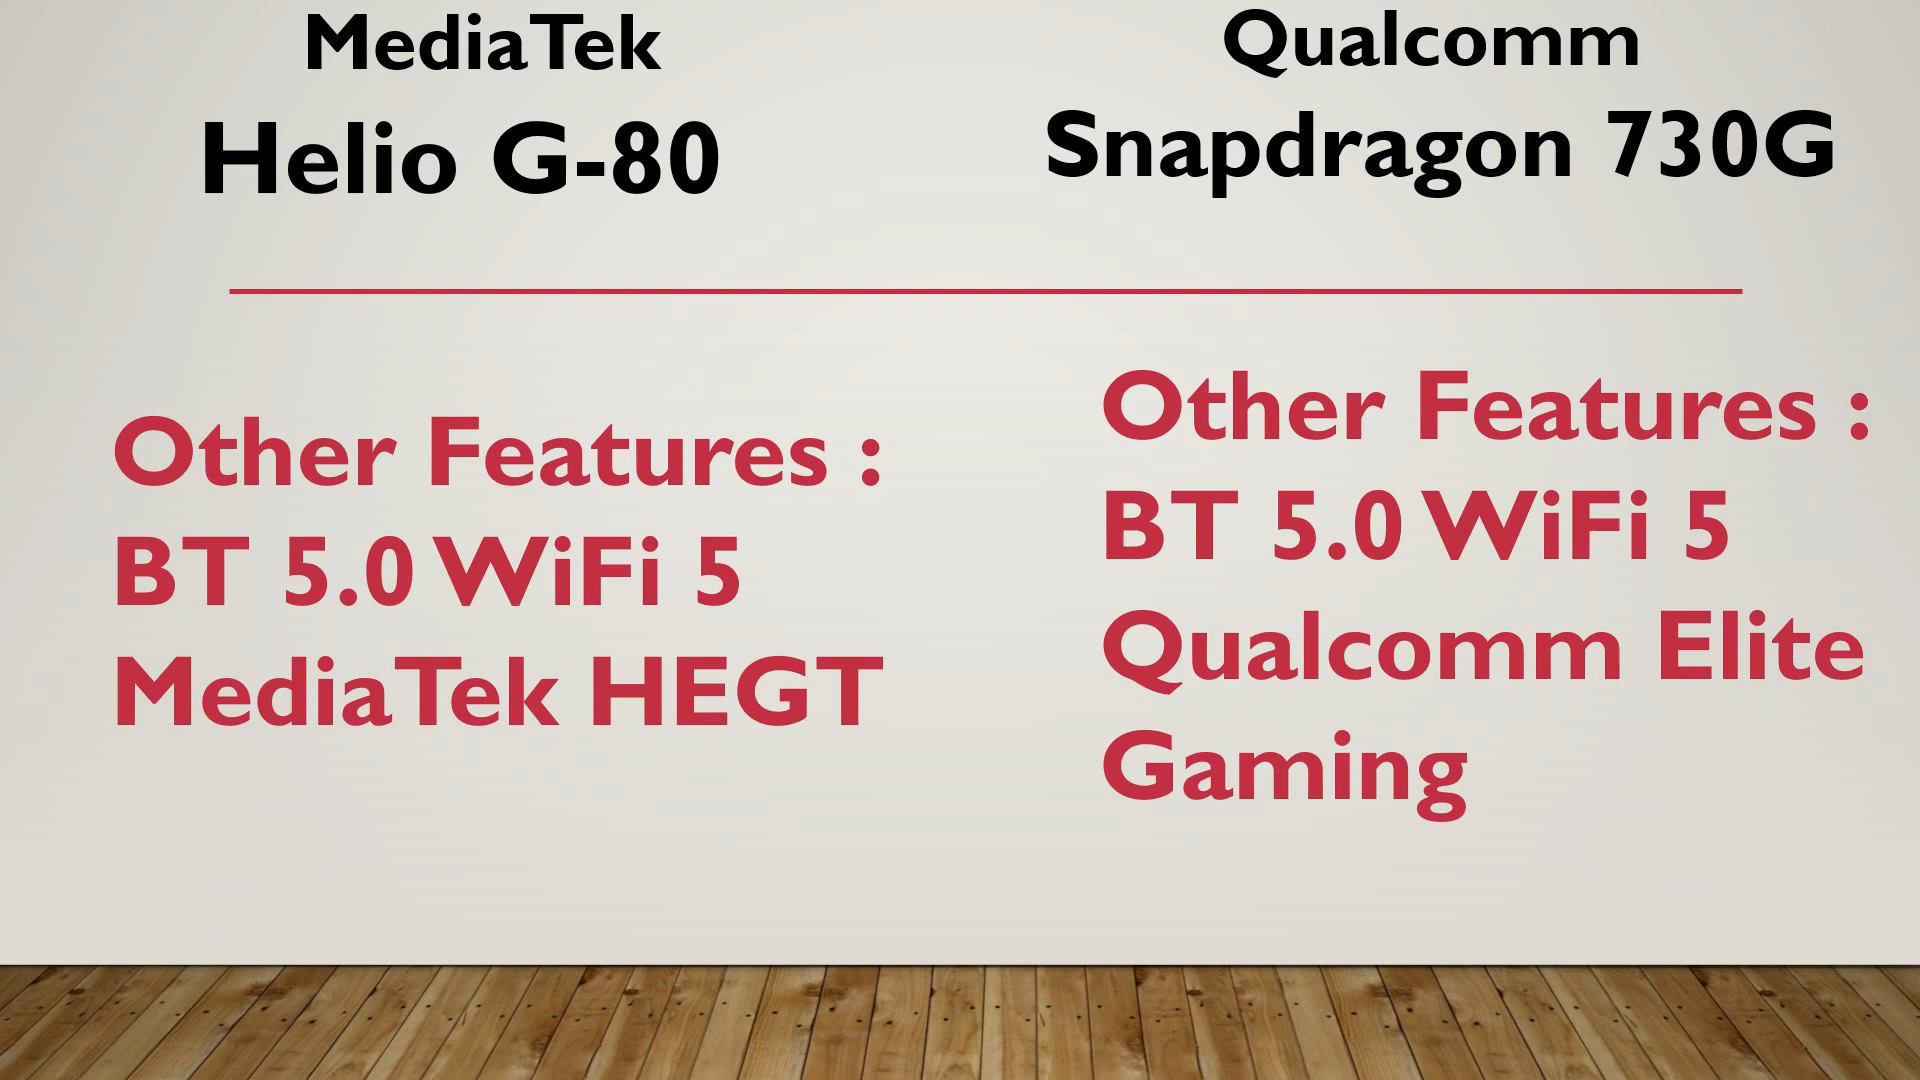 MediaTek
Helio G-80
Qualcomm
Snapdragon 730G
Other Features :
BT 5.0 WiFi 5
MediaTek HEGT
Other Features :
BT 5.0 WiFi 5
Qualcomm Elite
Gaming